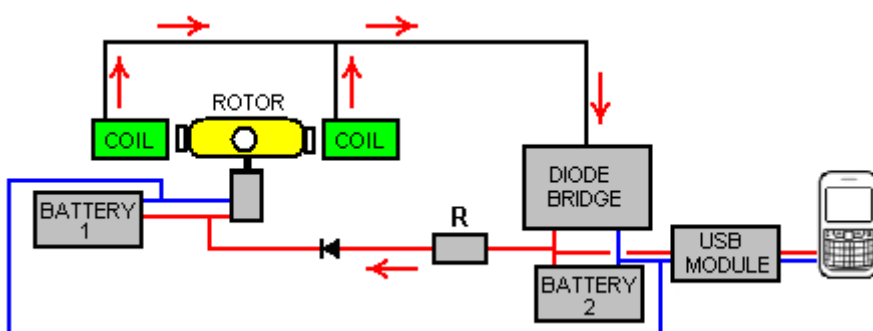 ROTOR
COIL
COIL
DIODE
BRIDGE
BATTERY
1
R
USB
MODULE
BATTERY
2